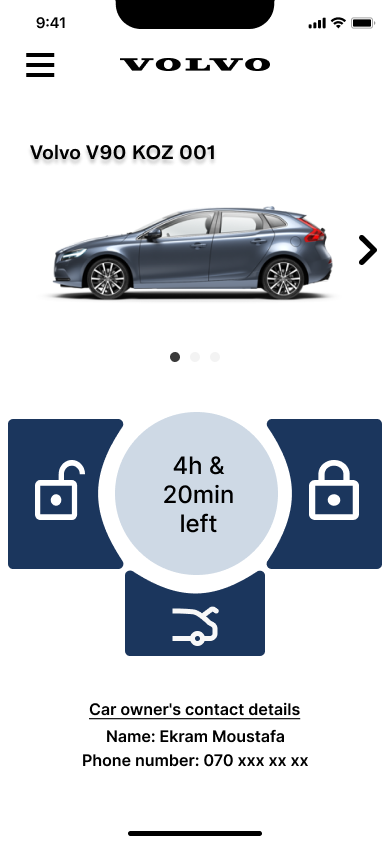 9:41
VOLVO
Volvo V90 KOZ 001
4h &
20min
left
Car owner's contact details
Name: Ekram Moustafa
Phone number: 070 xxx xx xx